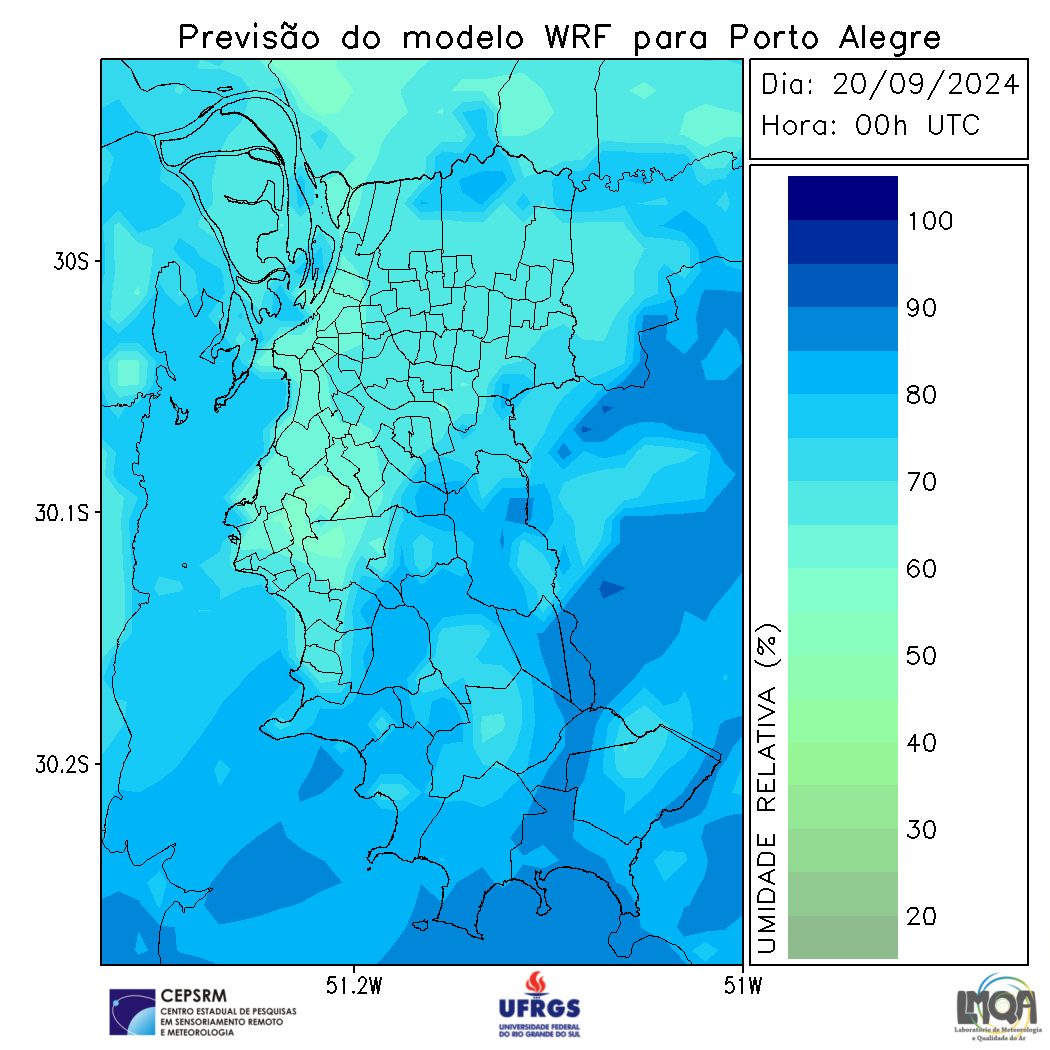 Previsão do modelo WRF para Porto Alegre
Dia: 20/09/2024
Hora: 00h UTC
30S
30.1S
30.2S
51.2W
51W
UMIDADE RELATIVA (%)
100
90
80
70
60
50
40
30
20
CEPSRM
CENTRO ESTADUAL DE PESQUISAS
EM SENSORIAMENTO REMOTO
E METEOROLOGIA
UFRGS
UNIVERSIDADE FEDERAL
DO RIO GRANDE DO SUL
LMQA
Laboratório de Meteorologia
e Qualidade do Ar